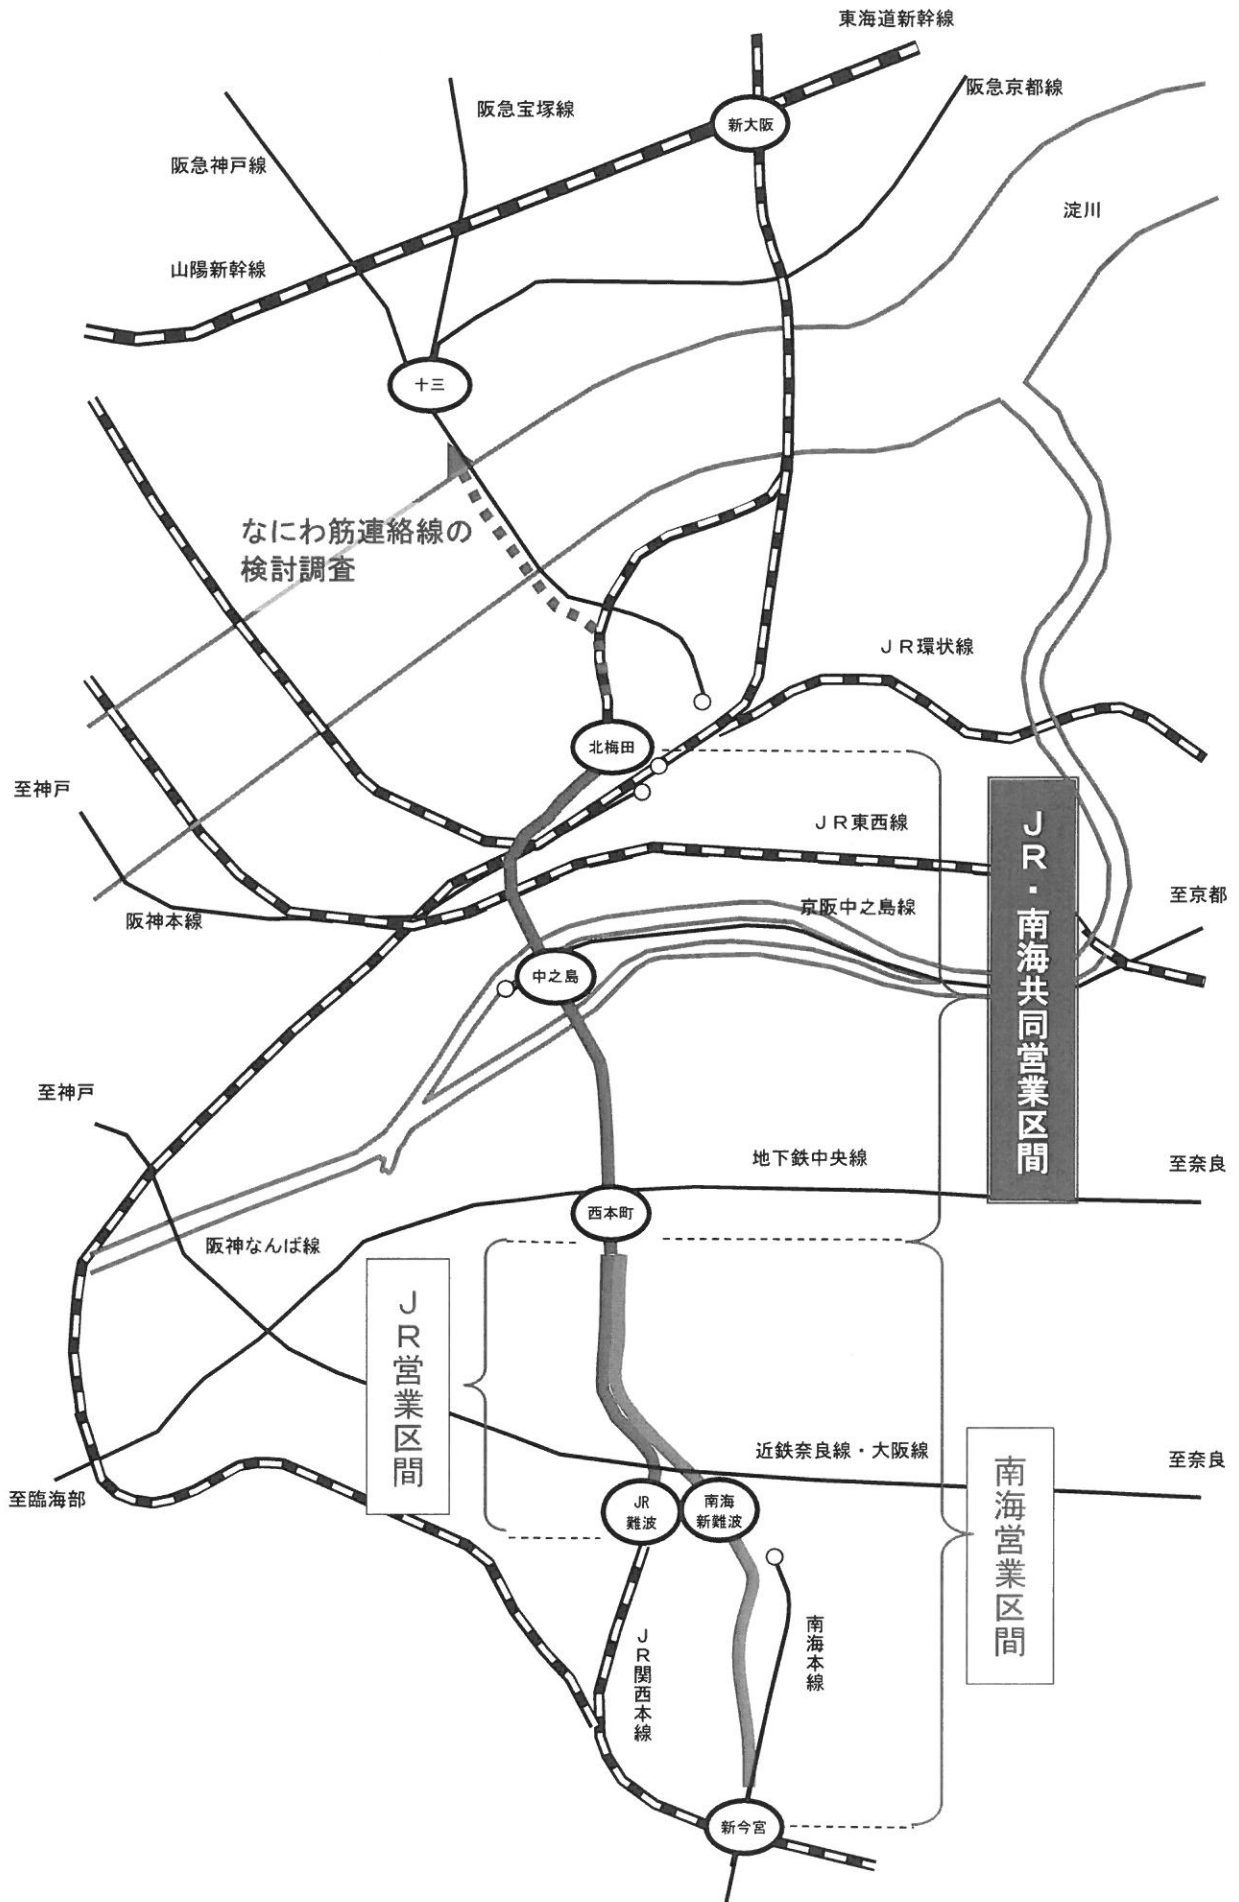 東海道新幹線
阪急宝塚線
阪急京都線
新大阪
阪急神戸線
淀川
山陽新幹線
十三
なにわ筋連絡線の
検討調査
JR環状線
北梅田
至神戸
JR東西線
JR・南海共同営業区間
至京都
京阪中之島線
阪神本線
中之島
至神戸
地下鉄中央線
至奈良
西本町
阪神なんば線
JR営業区間
近鉄奈良線・大阪線
至奈良
至臨海部
JR
難波
南海
新難波
南海営業区間
JR関西本線
南海本線
新今宮